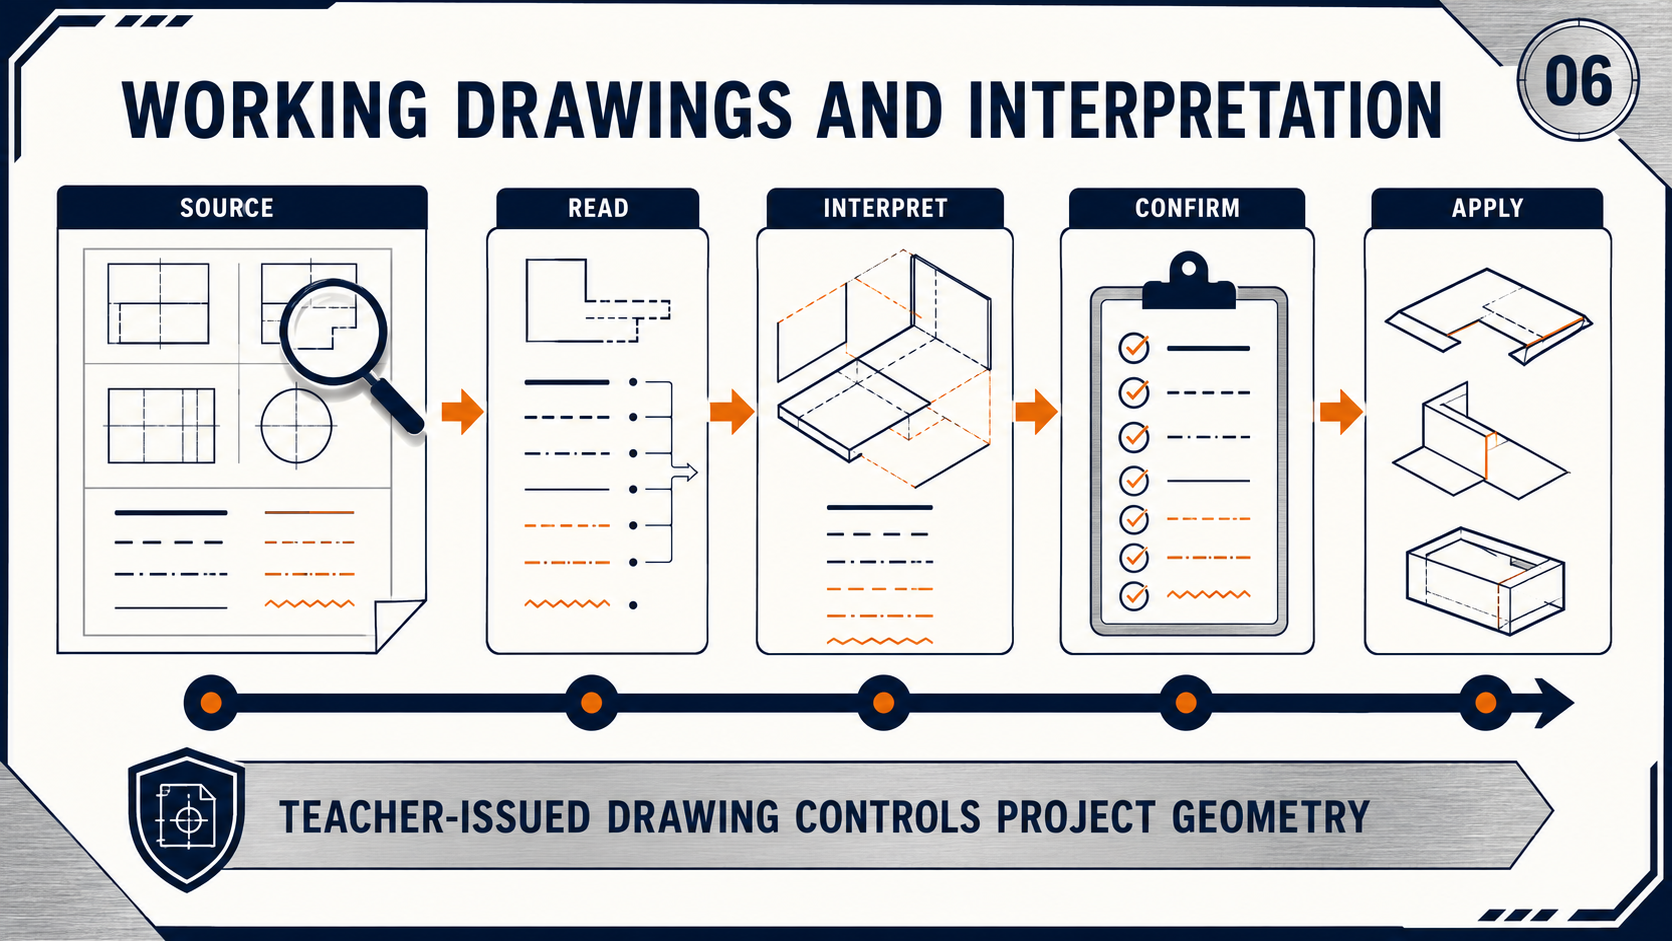 WORKING DRAWINGS AND INTERPRETATION
06
SOURCE
READ
INTERPRET
CONFIRM
APPLY
TEACHER-ISSUED DRAWING CONTROLS PROJECT GEOMETRY